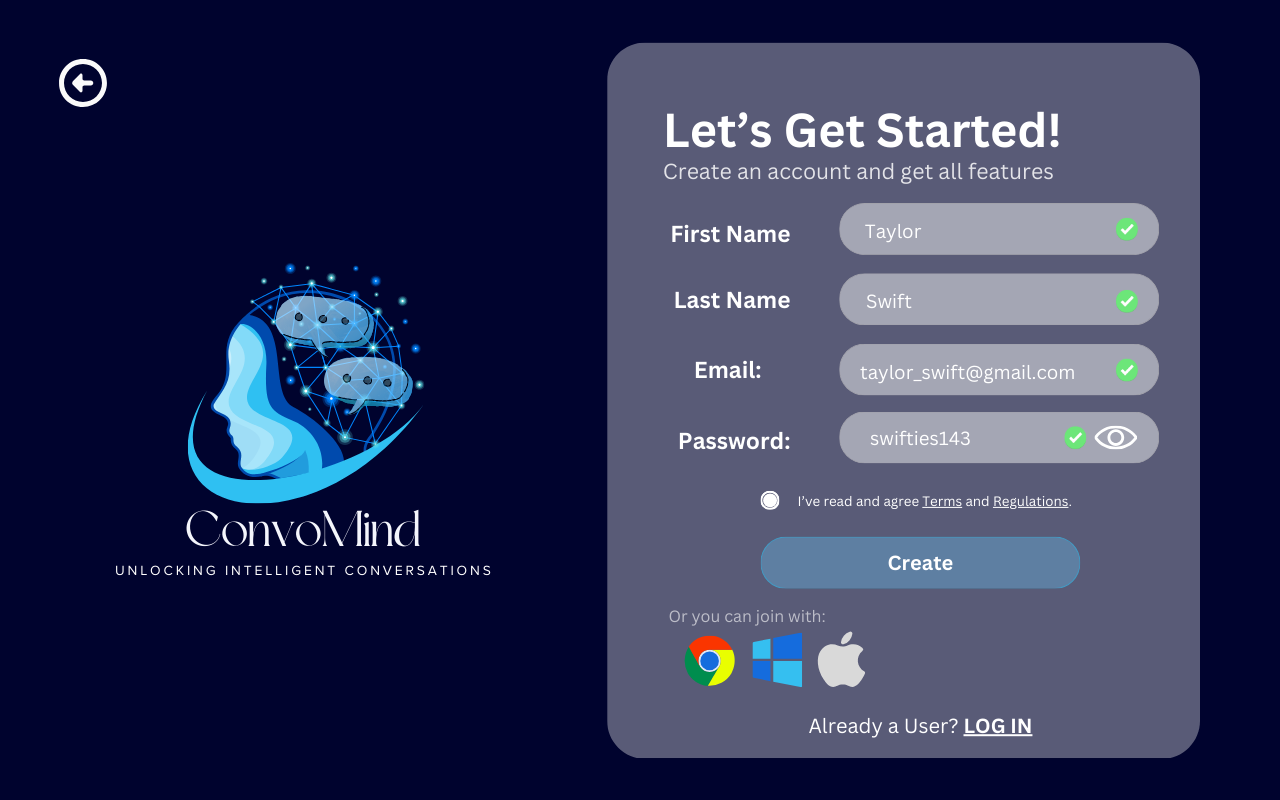 ConvoMind
UNLOCKING INTELLIGENT CONVERSATIONS
Let’s Get Started!
Create an account and get all features
First Name Taylor
Last Name Swift
Email: taylor_swift@gmail.com
Password: swifties143
I’ve read and agree Terms and Regulations.
Create
Or you can join with:
Already a User? LOG IN